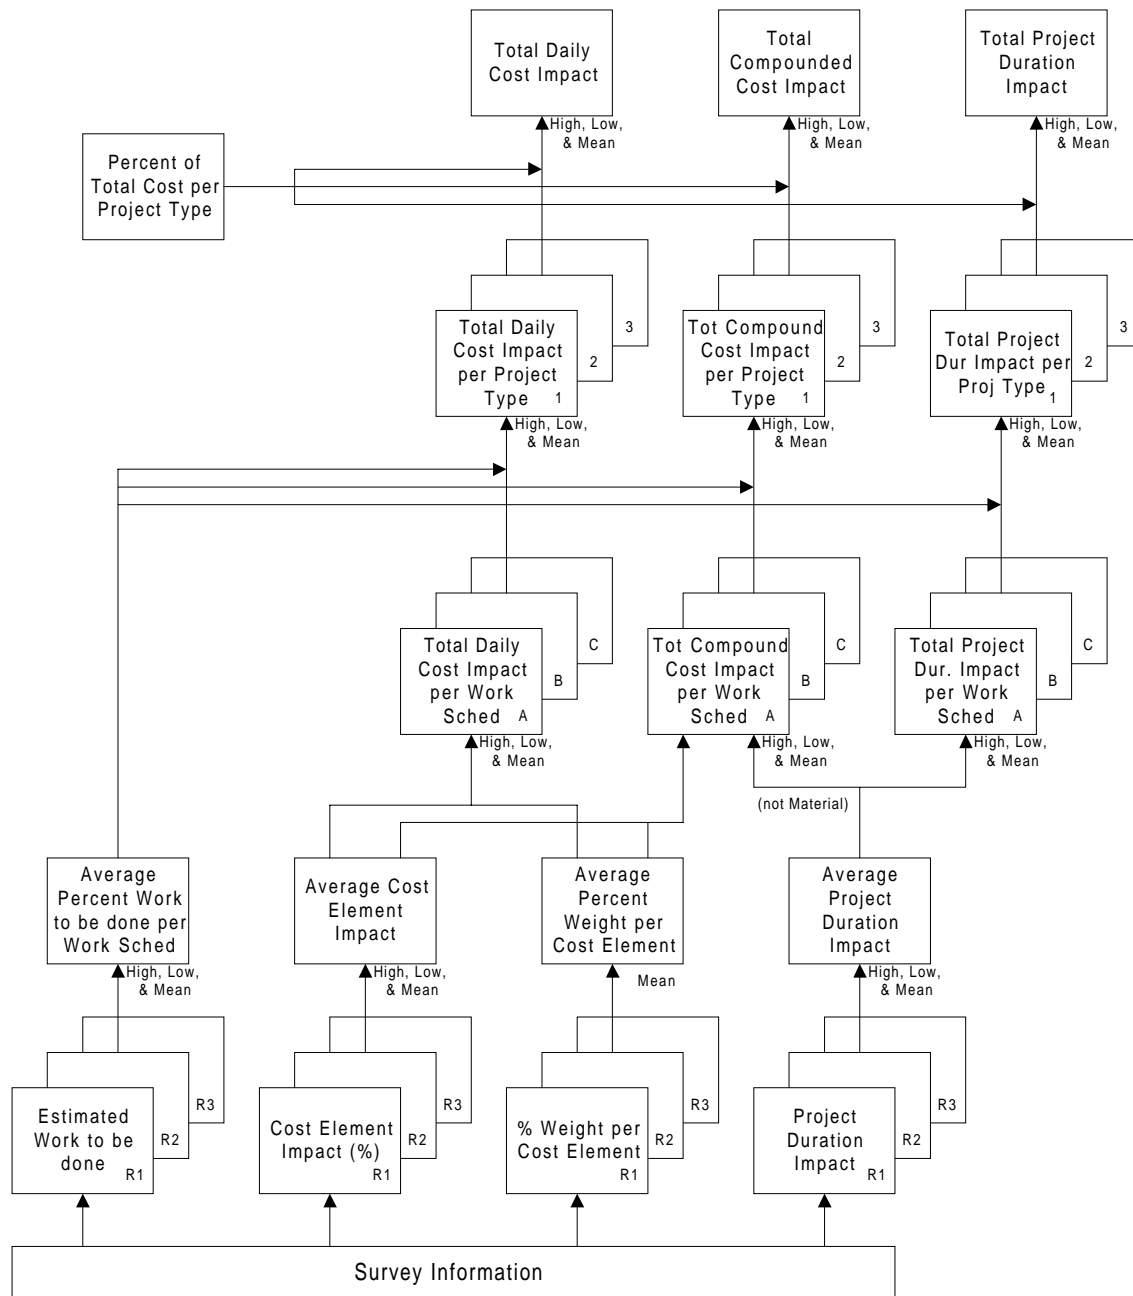 Total Daily
Cost Impact
Total
Compounded
Cost Impact
Total Project
Duration
Impact
High, Low,
& Mean
High, Low,
& Mean
High, Low,
& Mean
Percent of
Total Cost per
Project Type
Total Daily
Cost Impact
per Project
Type 1
2
3
Tot Compound
Cost Impact
per Project
Type 1
2
3
Total Project
Dur Impact per
Proj Type 1
2
3
High, Low,
& Mean
High, Low,
& Mean
High, Low,
& Mean
Total Daily
Cost Impact
per Work
Sched A
B
C
Tot Compound
Cost Impact
per Work
Sched A
B
C
Total Project
Dur. Impact
per Work
Sched A
B
C
High, Low,
& Mean
High, Low,
& Mean
High, Low,
& Mean
(not Material)
Average
Percent Work
to be done per
Work Sched
Average Cost
Element
Impact
Average
Percent
Weight per
Cost Element
Average
Project
Duration
Impact
High, Low,
& Mean
High, Low,
& Mean
Mean
High, Low,
& Mean
Estimated
Work to be
done
R1
R2
R3
Cost Element
Impact (%)
R1
R2
R3
% Weight per
Cost Element
R1
R2
R3
Project
Duration
Impact
R1
R2
R3
Survey Information